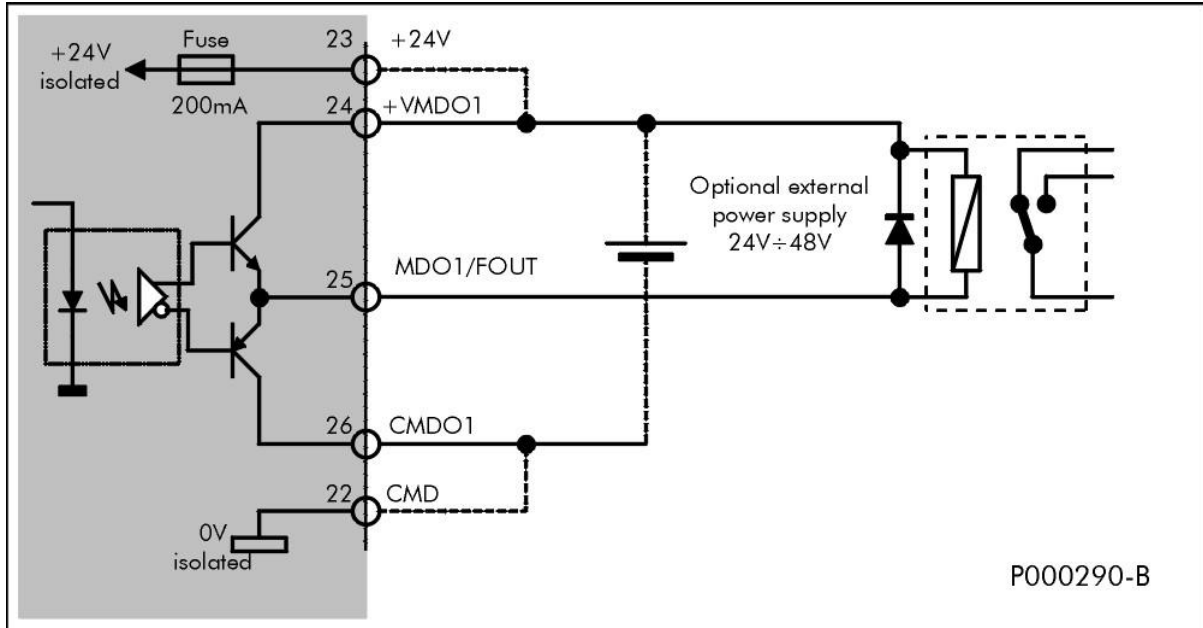 +24V
isolated
Fuse
200mA
23
+24V
24
+VMDO1
Optional external
power supply
24V÷48V
25
MDO1/FOUT
26
CMDO1
22
CMD
0V
isolated
P000290-B